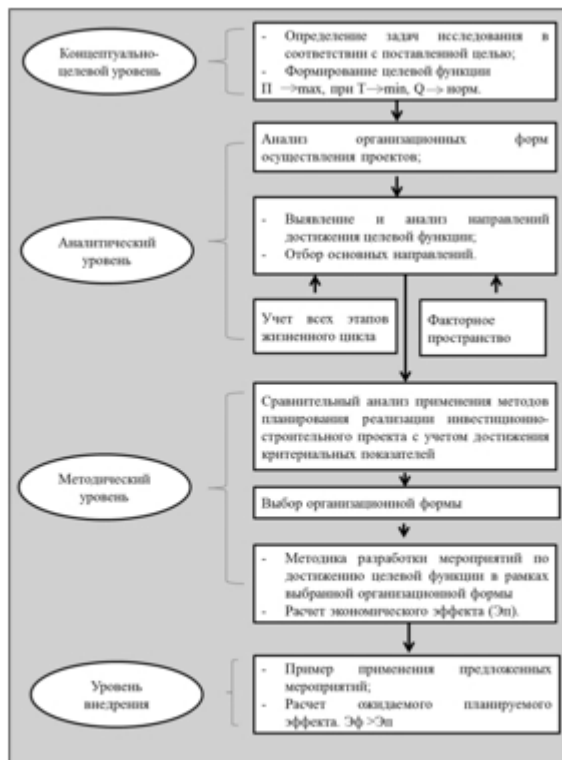 Концептуально-
целевой уровень
- Определение задач исследования в
соответствии с поставленной целью;
- Формирование целевой функции
П →max, при Т→min, Q→ норм.
Анализ организационных форм
осуществления проектов;
Аналитический
уровень
- Выявление и анализ направлений
достижения целевой функции;
- Отбор основных направлений.
Учет всех этапов
жизненного цикла
Факторное
пространство
Методический
уровень
Сравнительный анализ применения методов
планирования реализации инвестиционно-
строительного проекта с учетом достижения
критериальных показателей
Выбор организационной формы
- Методика разработки мероприятий по
достижению целевой функции в рамках
выбранной организационной формы
- Расчет экономического эффекта (Эп).
Уровень
внедрения
- Пример применения предложенных
мероприятий;
- Расчет ожидаемого планируемого
эффекта. Эф >Эп